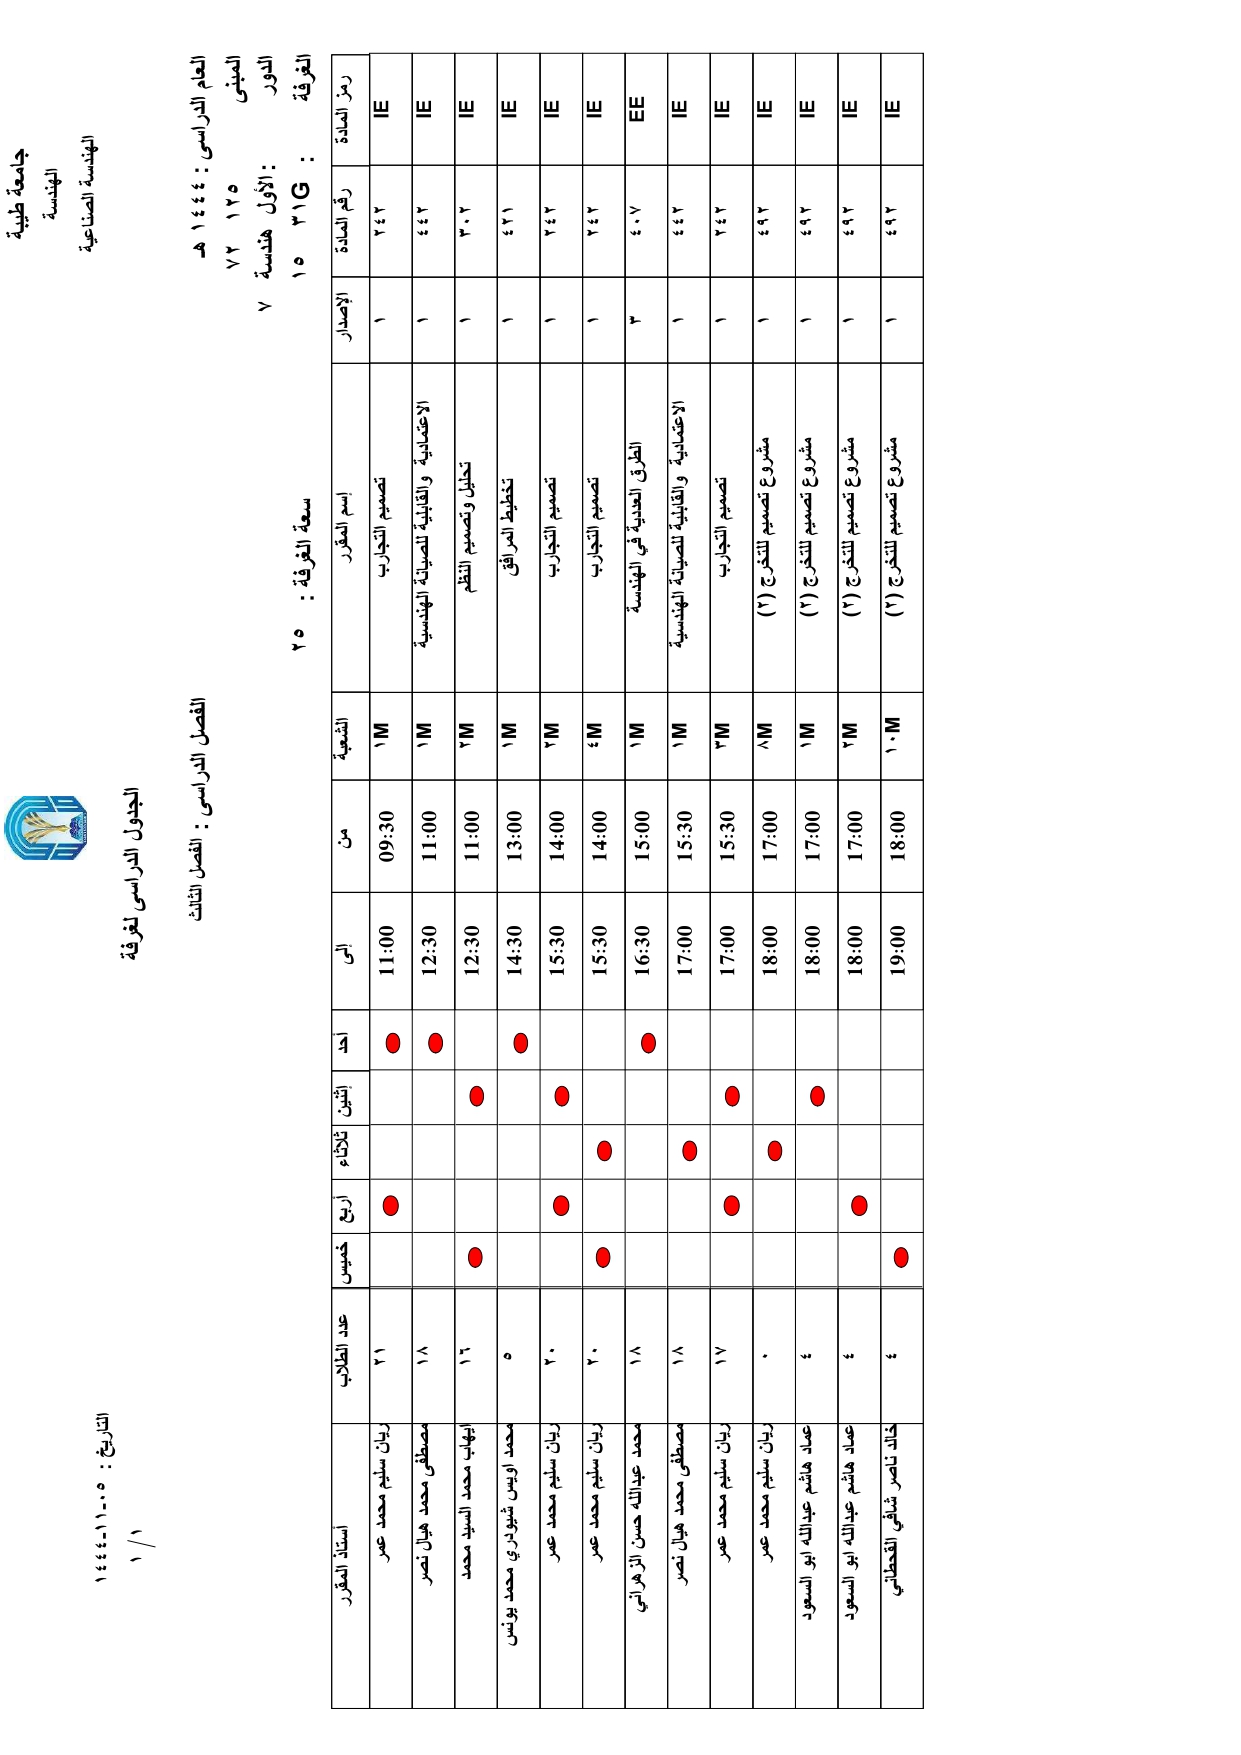 جامعة طيبة
الهندسة
الهندسة الصناعية
التاريخ : ٠٥-١١-١٤٤٤
١/ ١
الجدول الدراسى لغرفة
العام الدراسى : ١٤٤٤ هـ الفصل الدراسى : الفصل الثالث
المبنى ١٢٥ ٧٢
الدور : الأول هندسة ٧
الغرفة : ٣١G ١٥ سعة الغرفة : ٢٥
رمز المادة رقم المادة الإصدار إسم المقرر الشعبة من إلى أحد إثنين ثلاثاء أربع خميس عدد الطلاب أستاذ المقرر
IE ٢٤٢ ١ تصميم التجارب ١M 09:30 11:00 ٢١ ريان سليم محمد عمر
IE ٤٤٢ ١ الاعتمادية والقابلية للصيانة الهندسية ١M 11:00 12:30 ١٨ مصطفى محمد هيال نصر
IE ٣٠٢ ١ تحليل وتصميم النظم ٢M 11:00 12:30 ١٦ ايهاب محمد السيد محمد
IE ٤٢١ ١ تخطيط المرافق ١M 13:00 14:30 ٥ محمد اويس شيودري محمد يونس
IE ٢٤٢ ١ تصميم التجارب ٢M 14:00 15:30 ٢٠ ريان سليم محمد عمر
IE ٢٤٢ ١ تصميم التجارب ٤M 14:00 15:30 ٢٠ ريان سليم محمد عمر
EE ٤٠٧ ٣ الطرق العددية في الهندسة ١M 15:00 16:30 ١٨ محمد عبدالله حسن الزهراني
IE ٤٤٢ ١ الاعتمادية والقابلية للصيانة الهندسية ١M 15:30 17:00 ١٨ مصطفى محمد هيال نصر
IE ٢٤٢ ١ تصميم التجارب ٣M 15:30 17:00 ١٧ ريان سليم محمد عمر
IE ٤٩٢ ١ مشروع تصميم للتخرج (٢) ٨M 17:00 18:00 ٠ ريان سليم محمد عمر
IE ٤٩٢ ١ مشروع تصميم للتخرج (٢) ١M 17:00 18:00 ٤ عماد هاشم عبدالله ابو السعود
IE ٤٩٢ ١ مشروع تصميم للتخرج (٢) ٢M 17:00 18:00 ٤ عماد هاشم عبدالله ابو السعود
IE ٤٩٢ ١ مشروع تصميم للتخرج (٢) ١٠M 18:00 19:00 ٤ خالد ناصر شافي القحطاني